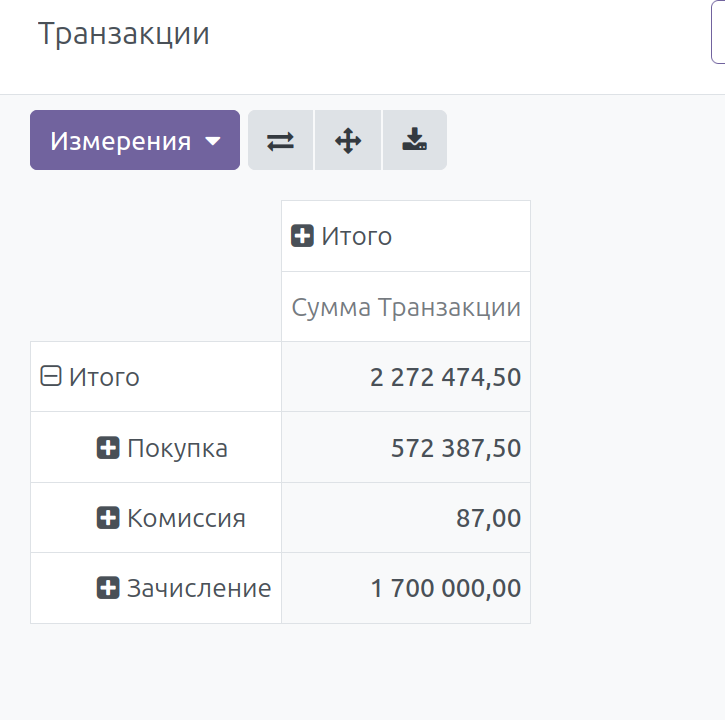 Транзакции
Измерения
Итого
Сумма Транзакции
Итого 2 272 474,50
Покупка 572 387,50
Комиссия 87,00
Зачисление 1 700 000,00